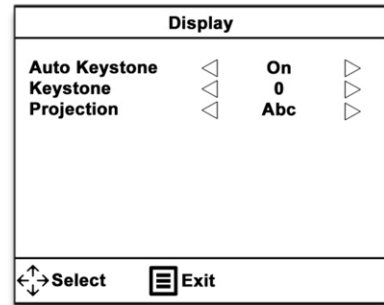 Display
Auto Keystone On
Keystone 0
Projection Abc
Select Exit